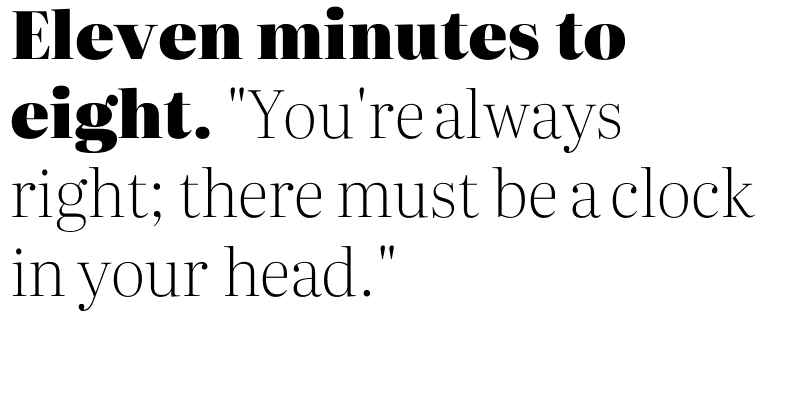 Eleven minutes to
eight. "You're always
right; there must be a clock
in your head."